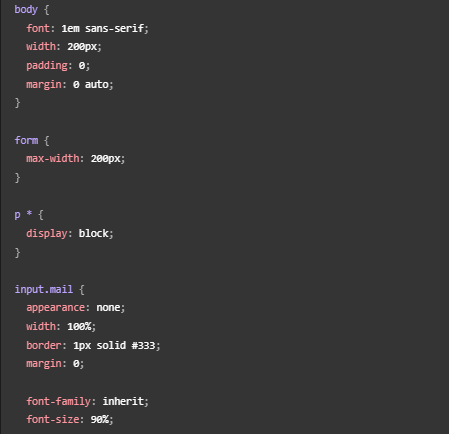 body {
  font: 1em sans-serif;
  width: 200px;
  padding: 0;
  margin: 0 auto;
}

form {
  max-width: 200px;
}

p * {
  display: block;
}

input.mail {
  appearance: none;
  width: 100%;
  border: 1px solid #333;
  margin: 0;

  font-family: inherit;
  font-size: 90%;